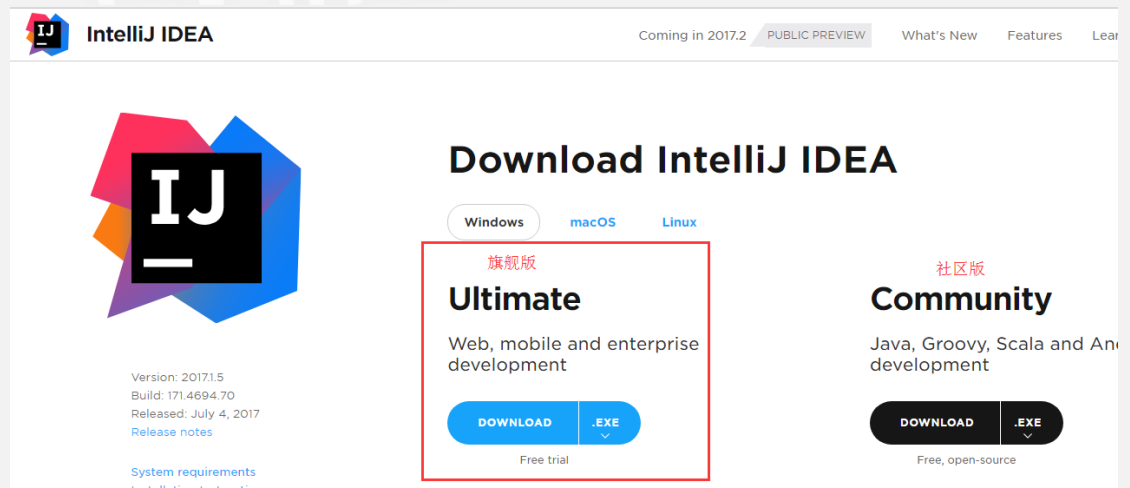 IJ
IntelliJ IDEA
Coming in 2017.2 PUBLIC PREVIEW What's New Features
IJ
Download IntelliJ IDEA
Windows macOS Linux
旗舰版
Ultimate
Web, mobile and enterprise
development
DOWNLOAD .EXE
Free trial
社区版
Community
Java, Groovy, Scala and
development
DOWNLOAD .EXE
Free, open-source
Version: 2017.1.5
Build: 171.4694.70
Released: July 4, 2017
Release notes
System requirements